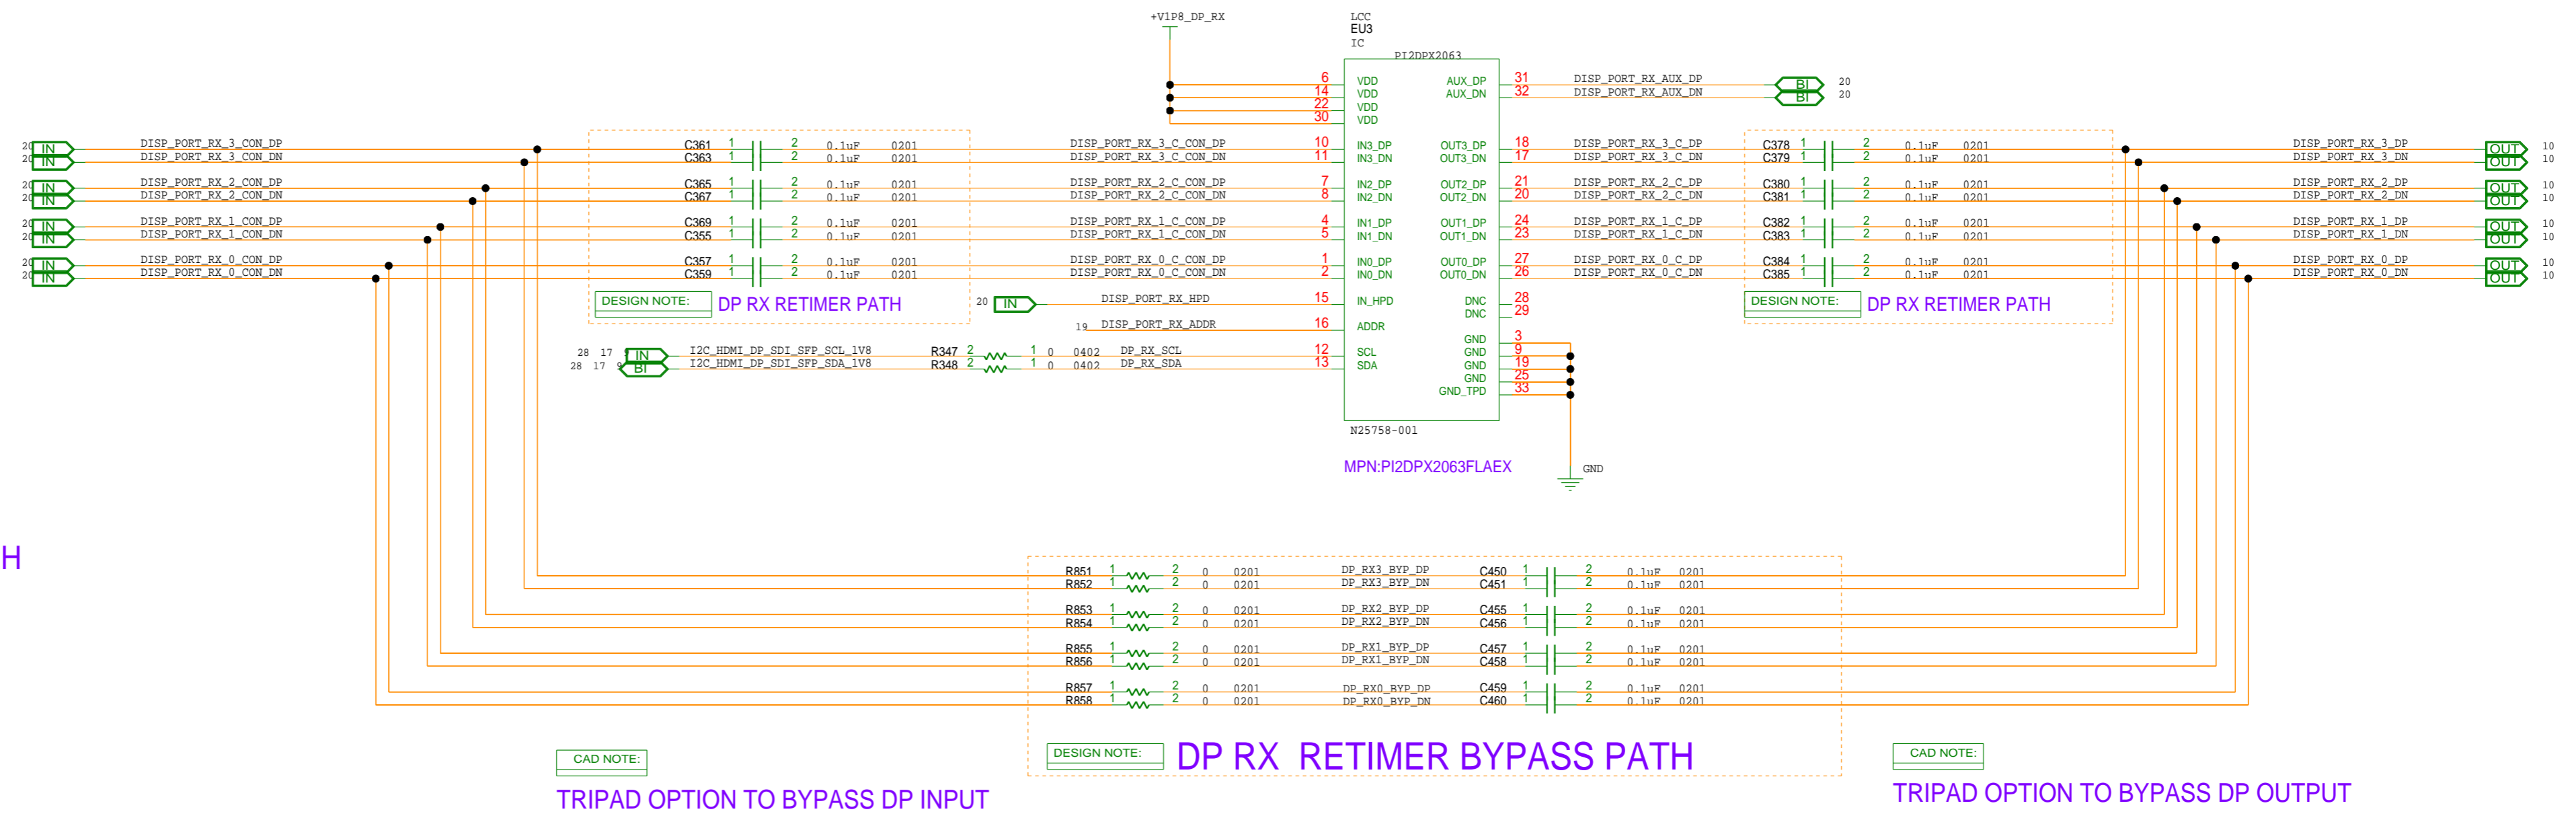 +V1P8_DP_RX
LCC
EU3
IC
PI2DPX2063
6 VDD AUX_DP 31 DISP_PORT_RX_AUX_DP BI 20
14 VDD AUX_DN 32 DISP_PORT_RX_AUX_DN BI 20
22 VDD
30 VDD
20 IN DISP_PORT_RX_3_CON_DP C361 1 2 0.1uF 0201 DISP_PORT_RX_3_C_CON_DP 10 IN3_DP OUT3_DP 18 DISP_PORT_RX_3_C_DP C378 1 2 0.1uF 0201 DISP_PORT_RX_3_DP OUT 10
20 IN DISP_PORT_RX_3_CON_DN C363 1 2 0.1uF 0201 DISP_PORT_RX_3_C_CON_DN 11 IN3_DN OUT3_DN 17 DISP_PORT_RX_3_C_DN C379 1 2 0.1uF 0201 DISP_PORT_RX_3_DN OUT 10
20 IN DISP_PORT_RX_2_CON_DP C365 1 2 0.1uF 0201 DISP_PORT_RX_2_C_CON_DP 7 IN2_DP OUT2_DP 21 DISP_PORT_RX_2_C_DP C380 1 2 0.1uF 0201 DISP_PORT_RX_2_DP OUT 10
20 IN DISP_PORT_RX_2_CON_DN C367 1 2 0.1uF 0201 DISP_PORT_RX_2_C_CON_DN 8 IN2_DN OUT2_DN 20 DISP_PORT_RX_2_C_DN C381 1 2 0.1uF 0201 DISP_PORT_RX_2_DN OUT 10
20 IN DISP_PORT_RX_1_CON_DP C369 1 2 0.1uF 0201 DISP_PORT_RX_1_C_CON_DP 4 IN1_DP OUT1_DP 24 DISP_PORT_RX_1_C_DP C382 1 2 0.1uF 0201 DISP_PORT_RX_1_DP OUT 10
20 IN DISP_PORT_RX_1_CON_DN C355 1 2 0.1uF 0201 DISP_PORT_RX_1_C_CON_DN 5 IN1_DN OUT1_DN 23 DISP_PORT_RX_1_C_DN C383 1 2 0.1uF 0201 DISP_PORT_RX_1_DN OUT 10
20 IN DISP_PORT_RX_0_CON_DP C357 1 2 0.1uF 0201 DISP_PORT_RX_0_C_CON_DP 1 IN0_DP OUT0_DP 27 DISP_PORT_RX_0_C_DP C384 1 2 0.1uF 0201 DISP_PORT_RX_0_DP OUT 10
20 IN DISP_PORT_RX_0_CON_DN C359 1 2 0.1uF 0201 DISP_PORT_RX_0_C_CON_DN 2 IN0_DN OUT0_DN 26 DISP_PORT_RX_0_C_DN C385 1 2 0.1uF 0201 DISP_PORT_RX_0_DN OUT 10
DESIGN NOTE: DP RX RETIMER PATH 20 IN DISP_PORT_RX_HPD 15 IN_HPD DNC 28 DESIGN NOTE: DP RX RETIMER PATH
DNC 29
19 DISP_PORT_RX_ADDR 16 ADDR
GND 3
28 17 9 IN I2C_HDMI_DP_SDI_SFP_SCL_1V8 R347 2 1 0 0402 DP_RX_SCL 12 SCL GND 9
28 17 9 BI I2C_HDMI_DP_SDI_SFP_SDA_1V8 R348 2 1 0 0402 DP_RX_SDA 13 SDA GND 19
GND 25
GND_TPD 33
N25758-001
MPN:PI2DPX2063FLAEX
GND
H
R851 1 2 0 0201 DP_RX3_BYP_DP C450 1 2 0.1uF 0201
R852 1 2 0 0201 DP_RX3_BYP_DN C451 1 2 0.1uF 0201
R853 1 2 0 0201 DP_RX2_BYP_DP C455 1 2 0.1uF 0201
R854 1 2 0 0201 DP_RX2_BYP_DN C456 1 2 0.1uF 0201
R855 1 2 0 0201 DP_RX1_BYP_DP C457 1 2 0.1uF 0201
R856 1 2 0 0201 DP_RX1_BYP_DN C458 1 2 0.1uF 0201
R857 1 2 0 0201 DP_RX0_BYP_DP C459 1 2 0.1uF 0201
R858 1 2 0 0201 DP_RX0_BYP_DN C460 1 2 0.1uF 0201
DESIGN NOTE: DP RX RETIMER BYPASS PATH
CAD NOTE:
TRIPAD OPTION TO BYPASS DP INPUT
CAD NOTE:
TRIPAD OPTION TO BYPASS DP OUTPUT